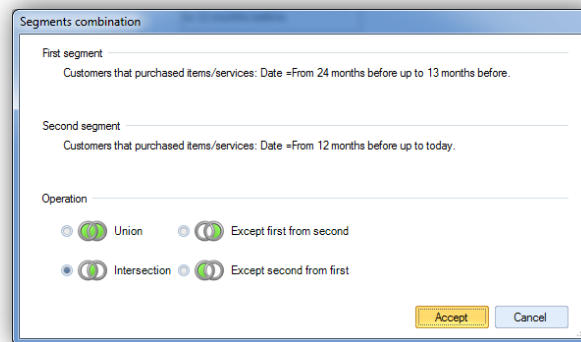 Segments combination
First segment
Customers that purchased items/services: Date =From 24 months before up to 13 months before.
Second segment
Customers that purchased items/services: Date =From 12 months before up to today.
Operation
Union Except first from second
Intersection Except second from first
Accept Cancel